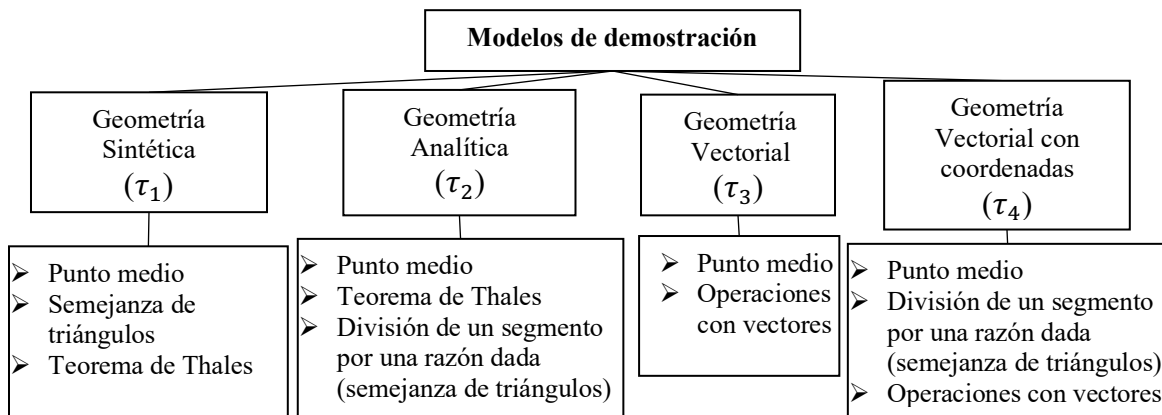 Modelos de demostración
Geometría
Sintética
(τ₁)
Geometría
Analítica
(τ₂)
Geometría
Vectorial
(τ₃)
Geometría
Vectorial con
coordenadas
(τ₄)
➢ Punto medio
➢ Semejanza de
triángulos
➢ Teorema de Thales
➢ Punto medio
➢ Teorema de Thales
➢ División de un segmento
por una razón dada
(semejanza de triángulos)
➢ Punto medio
➢ Operaciones
con vectores
➢ Punto medio
➢ División de un segmento
por una razón dada
(semejanza de triángulos)
➢ Operaciones con vectores